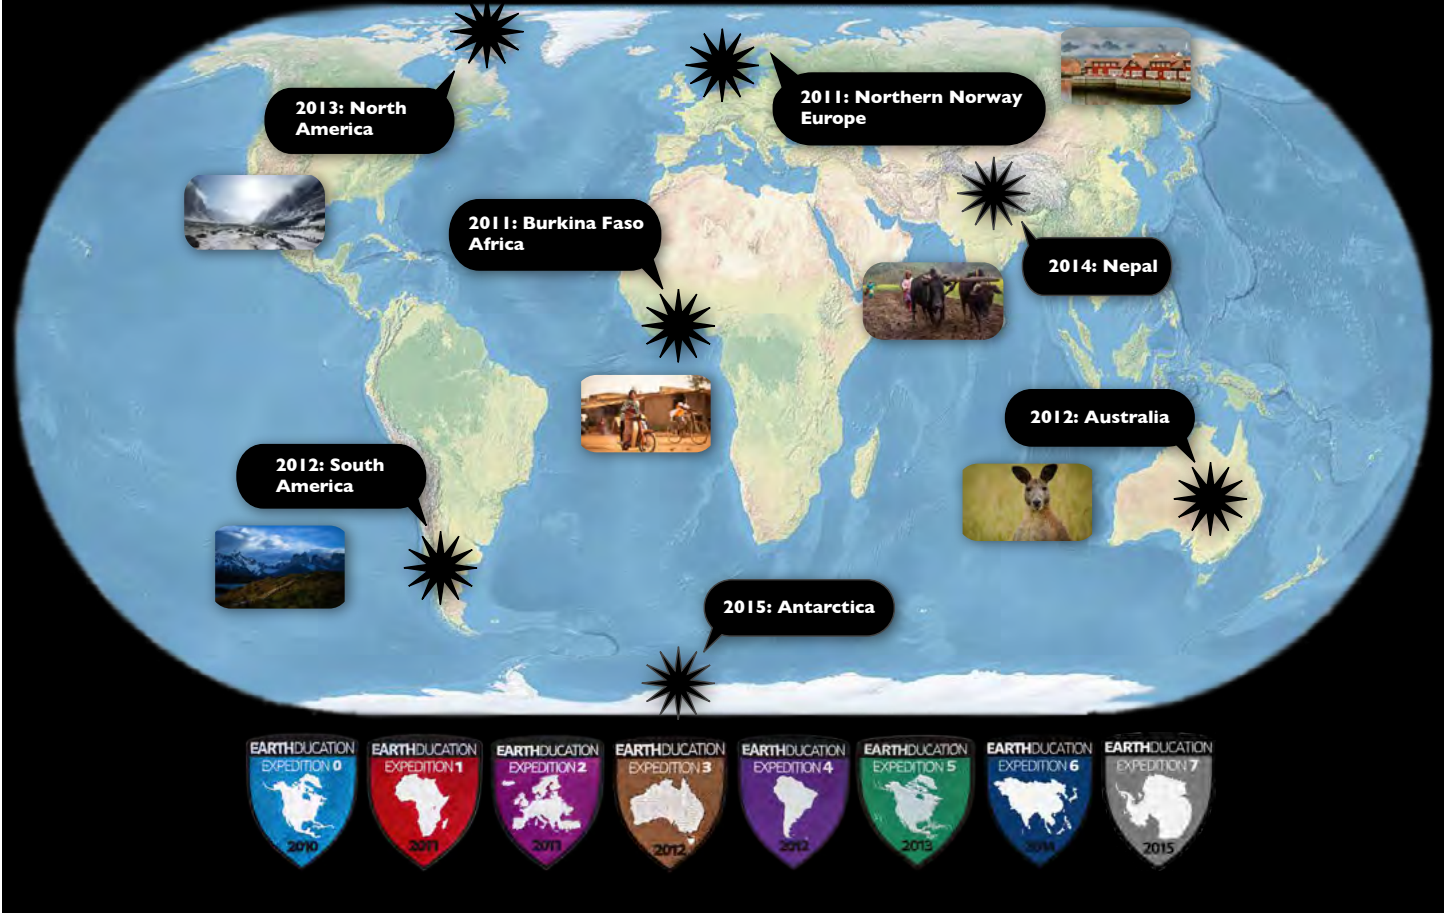 2013: North
America
2011: Northern Norway
Europe
2011: Burkina Faso
Africa
2014: Nepal
2012: Australia
2012: South
America
2015: Antarctica
EARTHDUCATION
EXPEDITION 0
2010
EARTHDUCATION
EXPEDITION 1
2011
EARTHDUCATION
EXPEDITION 2
2011
EARTHDUCATION
EXPEDITION 3
2012
EARTHDUCATION
EXPEDITION 4
2012
EARTHDUCATION
EXPEDITION 5
2013
EARTHDUCATION
EXPEDITION 6
2014
EARTHDUCATION
EXPEDITION 7
2015